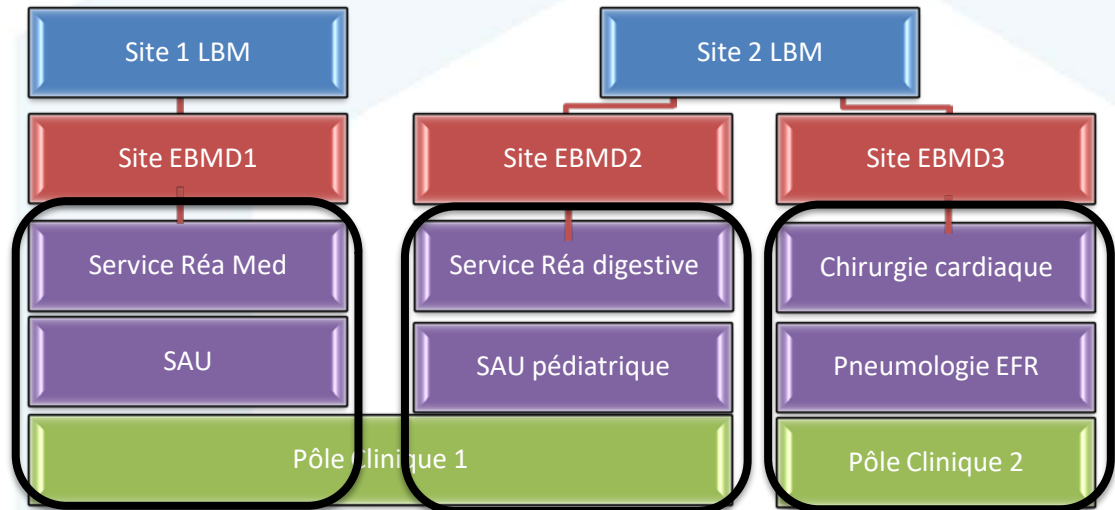 Site 1 LBM
Site 2 LBM
Site EBMD1
Site EBMD2
Site EBMD3
Service Réa Med
Service Réa digestive
Chirurgie cardiaque
SAU
SAU pédiatrique
Pneumologie EFR
Pôle Clinique 1
Pôle Clinique 2